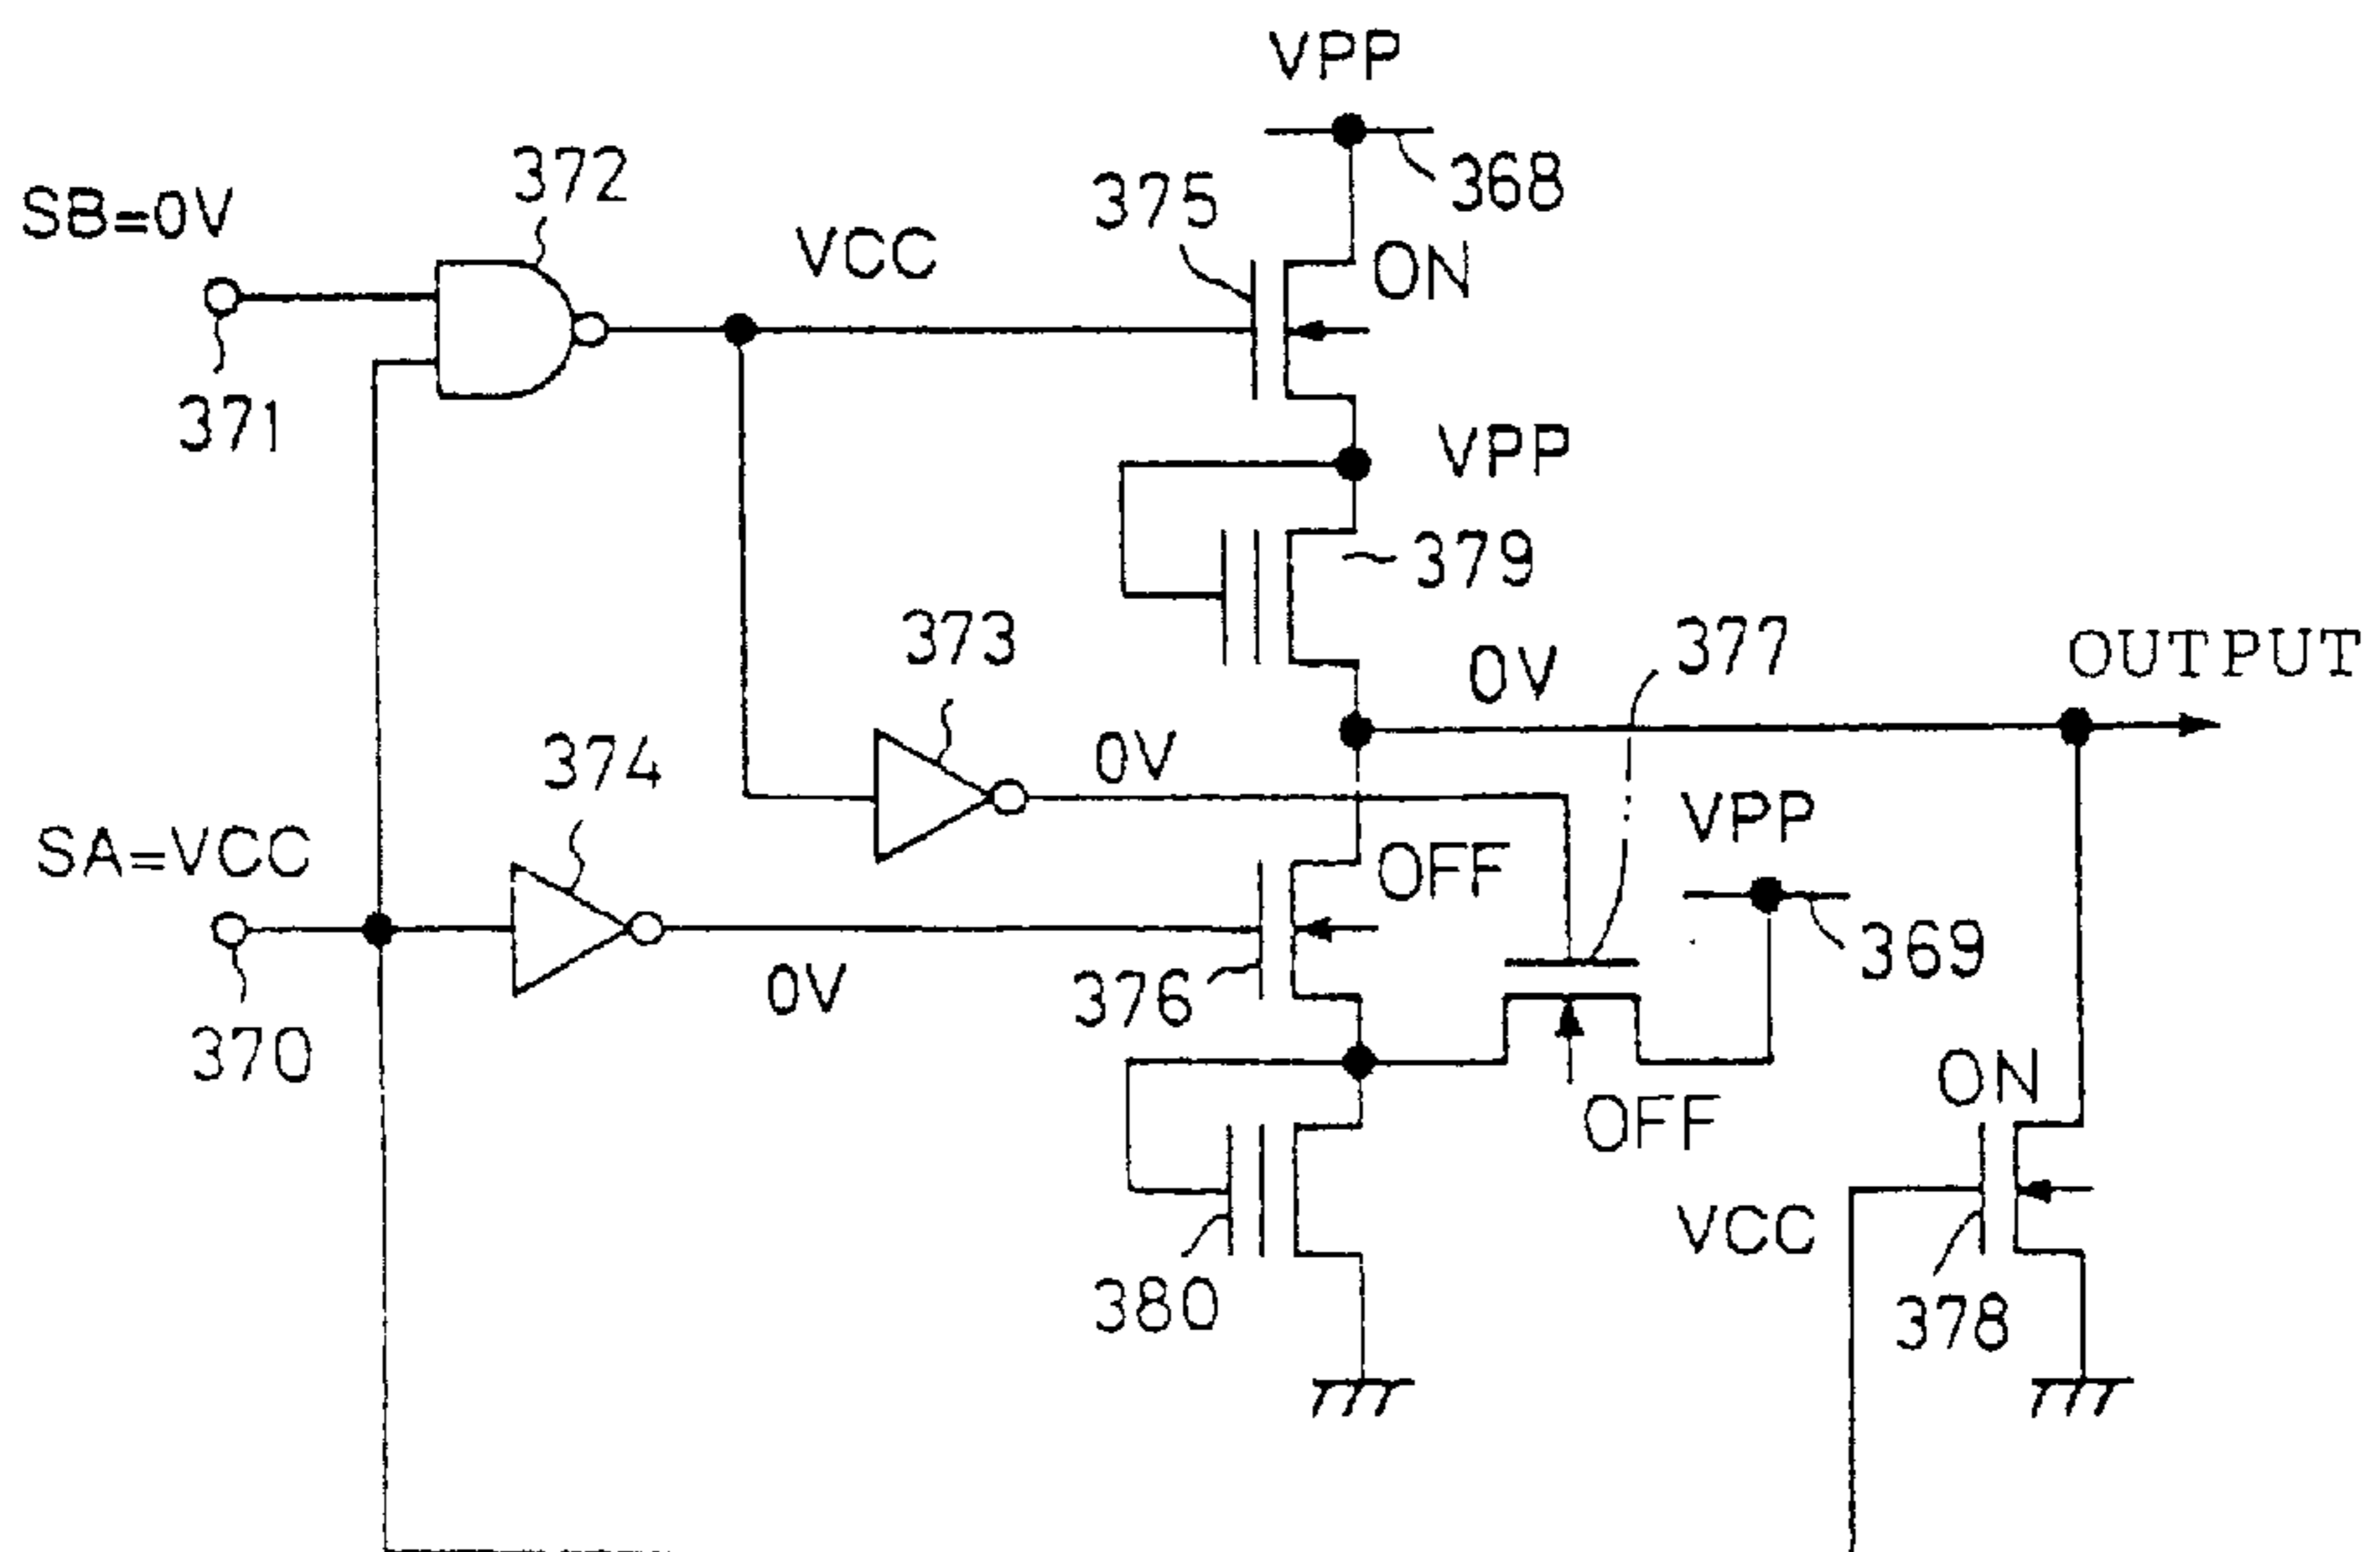 VPP
368
372
375
SB=0V
VCC
ON
371
VPP
379
373
377
0V
OUTPUT
374
0V
VPP
SA=VCC
OFF
369
376
0V
370
ON
OFF
VCC
380
378